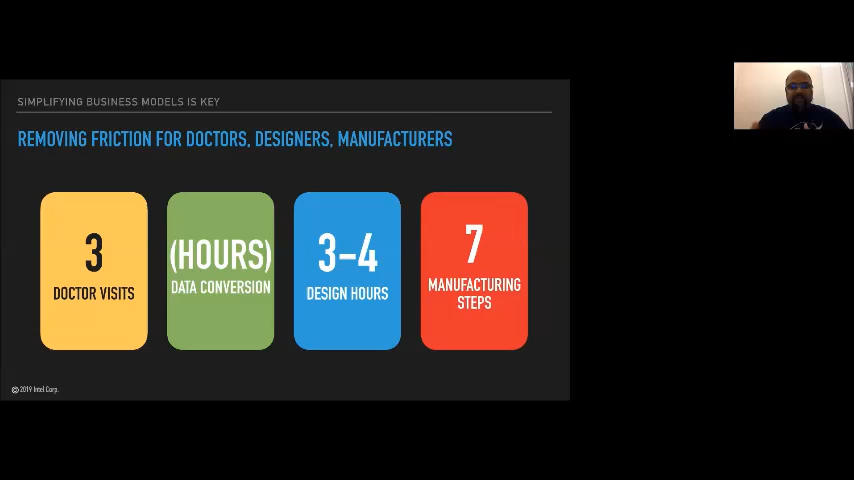 SIMPLIFYING BUSINESS MODELS IS KEY
REMOVING FRICTION FOR DOCTORS, DESIGNERS, MANUFACTURERS
3
DOCTOR VISITS
(HOURS)
DATA CONVERSION
3–4
DESIGN HOURS
7
MANUFACTURING
STEPS
© 2019 Intel Corp.